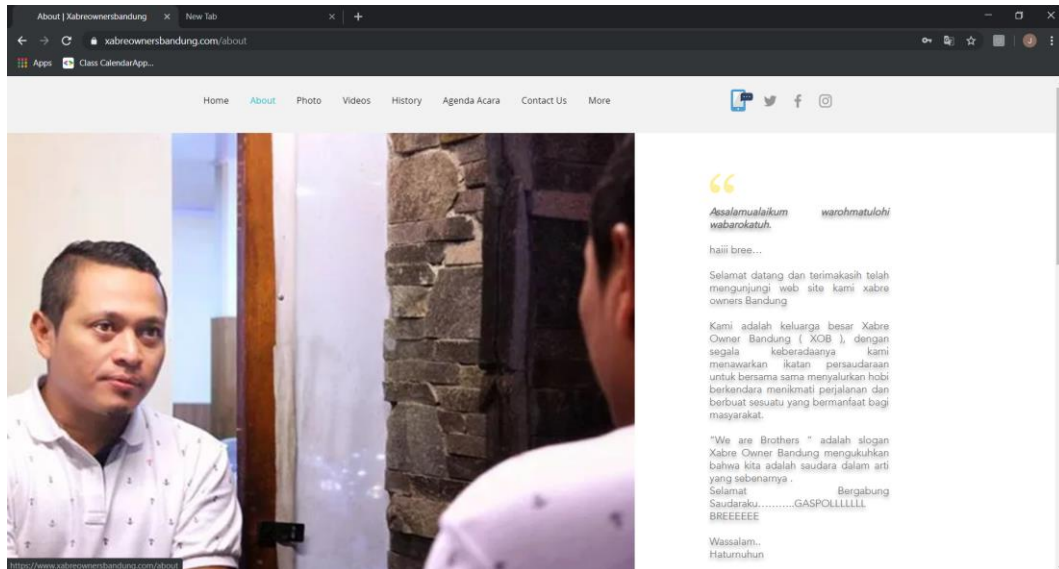 About | Xabreownersbandung
New Tab
xabreownersbandung.com/about
Apps
Class CalendarApp...
Home About Photo Videos History Agenda Acara Contact Us More
Assalamualaikum warohmatulohi
wabarokatuh.
haiii bree...
Selamat datang dan terimakasih telah
mengunjungi web site kami xabre
owners Bandung
Kami adalah keluarga besar Xabre
Owner Bandung ( XOB ), dengan
segala keberadaanya kami
menawarkan ikatan persaudaraan
untuk bersama sama menyalurkan hobi
berkendara menikmati perjalanan dan
berbuat sesuatu yang bermanfaat bagi
masyarakat.
"We are Brothers " adalah slogan
Xabre Owner Bandung mengukuhkan
bahwa kita adalah saudara dalam arti
yang sebenarnya .
Selamat Bergabung
Saudaraku...........GASPOLLLLLLL
BREEEEEE
Wassalam..
Haturnuhun
https://www.xabreownersbandung.com/about